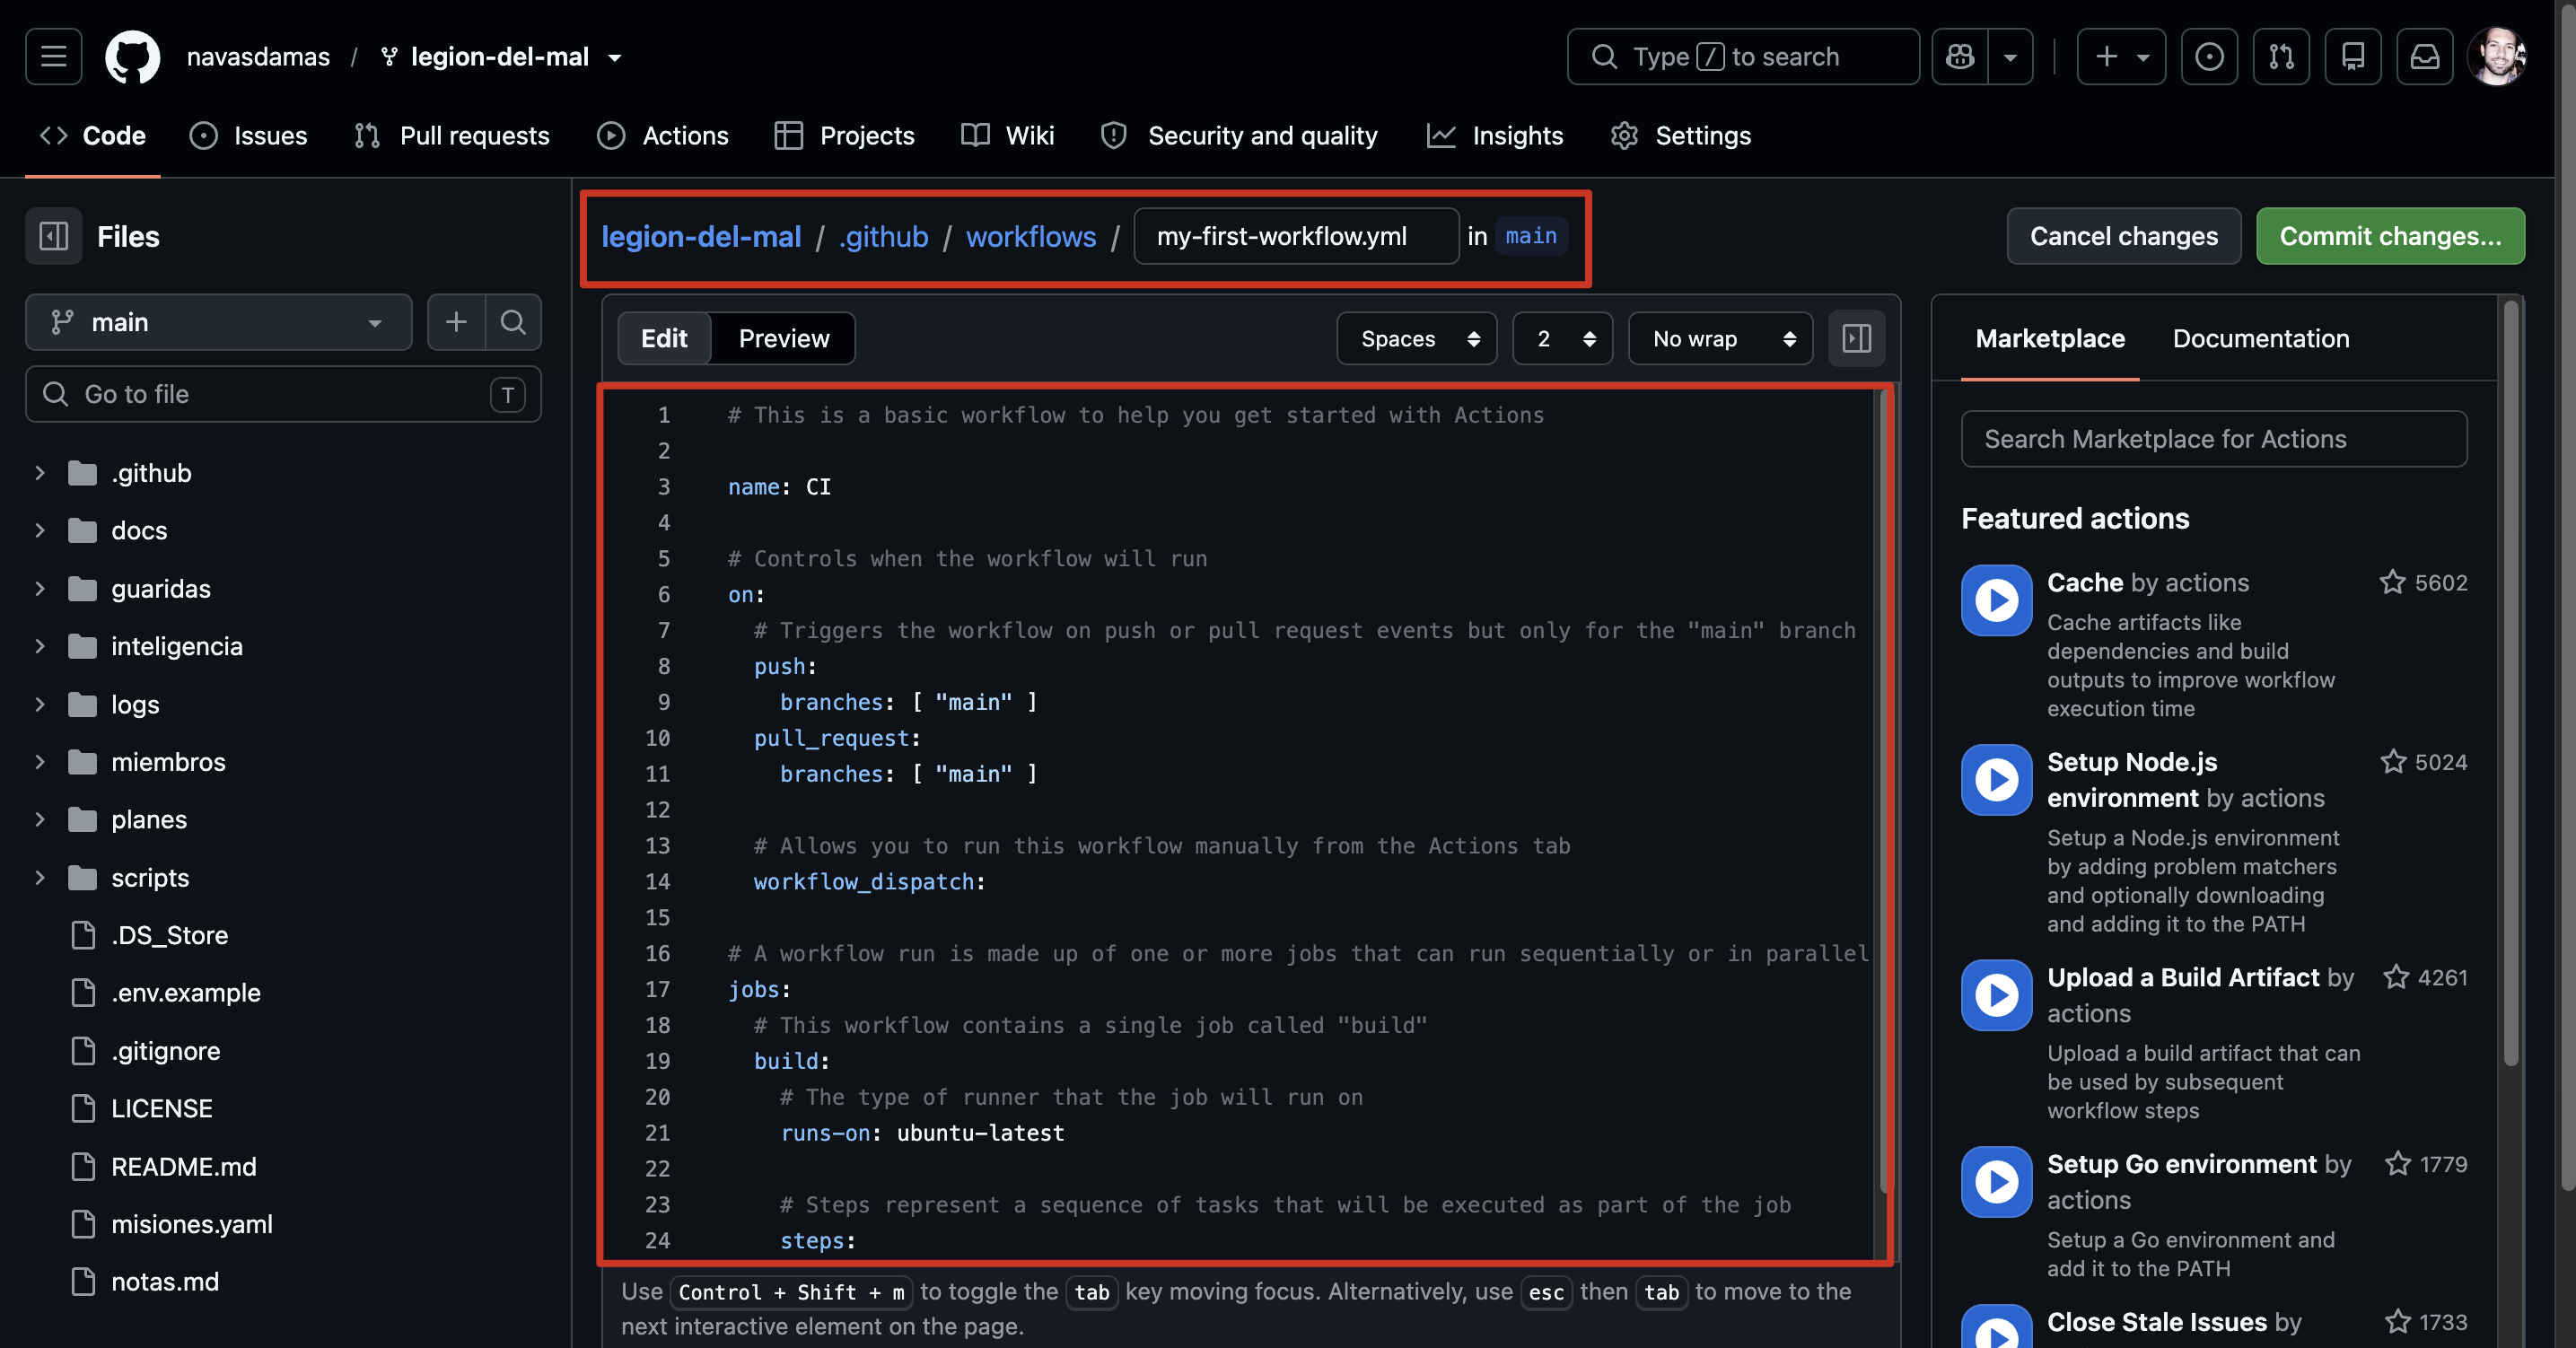 navasdamas / legion-del-mal
Type / to search
Code Issues Pull requests Actions Projects Wiki Security and quality Insights Settings
Files
main
Go to file T
.github
docs
guaridas
inteligencia
logs
miembros
planes
scripts
.DS_Store
.env.example
.gitignore
LICENSE
README.md
misiones.yaml
notas.md
legion-del-mal / .github / workflows / my-first-workflow.yml in main
Cancel changes Commit changes...
Edit Preview Spaces 2 No wrap
1 # This is a basic workflow to help you get started with Actions
2
3 name: CI
4
5 # Controls when the workflow will run
6 on:
7 # Triggers the workflow on push or pull request events but only for the "main" branch
8 push:
9 branches: [ "main" ]
10 pull_request:
11 branches: [ "main" ]
12
13 # Allows you to run this workflow manually from the Actions tab
14 workflow_dispatch:
15
16 # A workflow run is made up of one or more jobs that can run sequentially or in parallel
17 jobs:
18 # This workflow contains a single job called "build"
19 build:
20 # The type of runner that the job will run on
21 runs-on: ubuntu-latest
22
23 # Steps represent a sequence of tasks that will be executed as part of the job
24 steps:
Use Control + Shift + m to toggle the tab key moving focus. Alternatively, use esc then tab to move to the
next interactive element on the page.
Marketplace Documentation
Search Marketplace for Actions
Featured actions
Cache by actions 5602
Cache artifacts like
dependencies and build
outputs to improve workflow
execution time
Setup Node.js 5024
environment by actions
Setup a Node.js environment
by adding problem matchers
and optionally downloading
and adding it to the PATH
Upload a Build Artifact by 4261
actions
Upload a build artifact that can
be used by subsequent
workflow steps
Setup Go environment by 1779
actions
Setup a Go environment and
add it to the PATH
Close Stale Issues by 1733